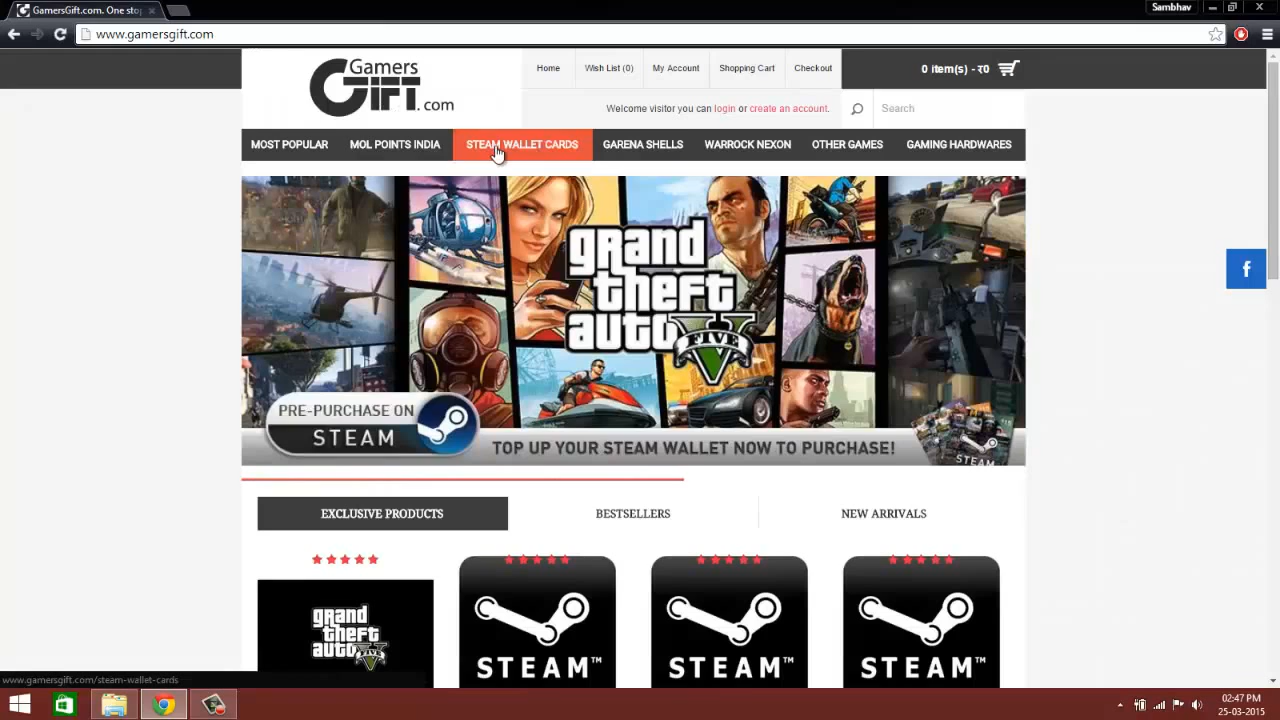 GamersGift.com. One sto
Sambhav
www.gamersgift.com
Gamers
GIFT.com
Home
Wish List (0)
My Account
Shopping Cart
Checkout
0 item(s) - ₹0
Welcome visitor you can login or create an account.
Search
MOST POPULAR
MOL POINTS INDIA
STEAM WALLET CARDS
GARENA SHELLS
WARROCK NEXON
OTHER GAMES
GAMING HARDWARES
grand
theft
auto
FIVE
PRE-PURCHASE ON
STEAM
TOP UP YOUR STEAM WALLET NOW TO PURCHASE!
STEAM
f
EXCLUSIVE PRODUCTS
BESTSELLERS
NEW ARRIVALS
grand
theft
auto
STEAM™
STEAM™
STEAM™
www.gamersgift.com/steam-wallet-cards
02:47 PM
25-03-2015